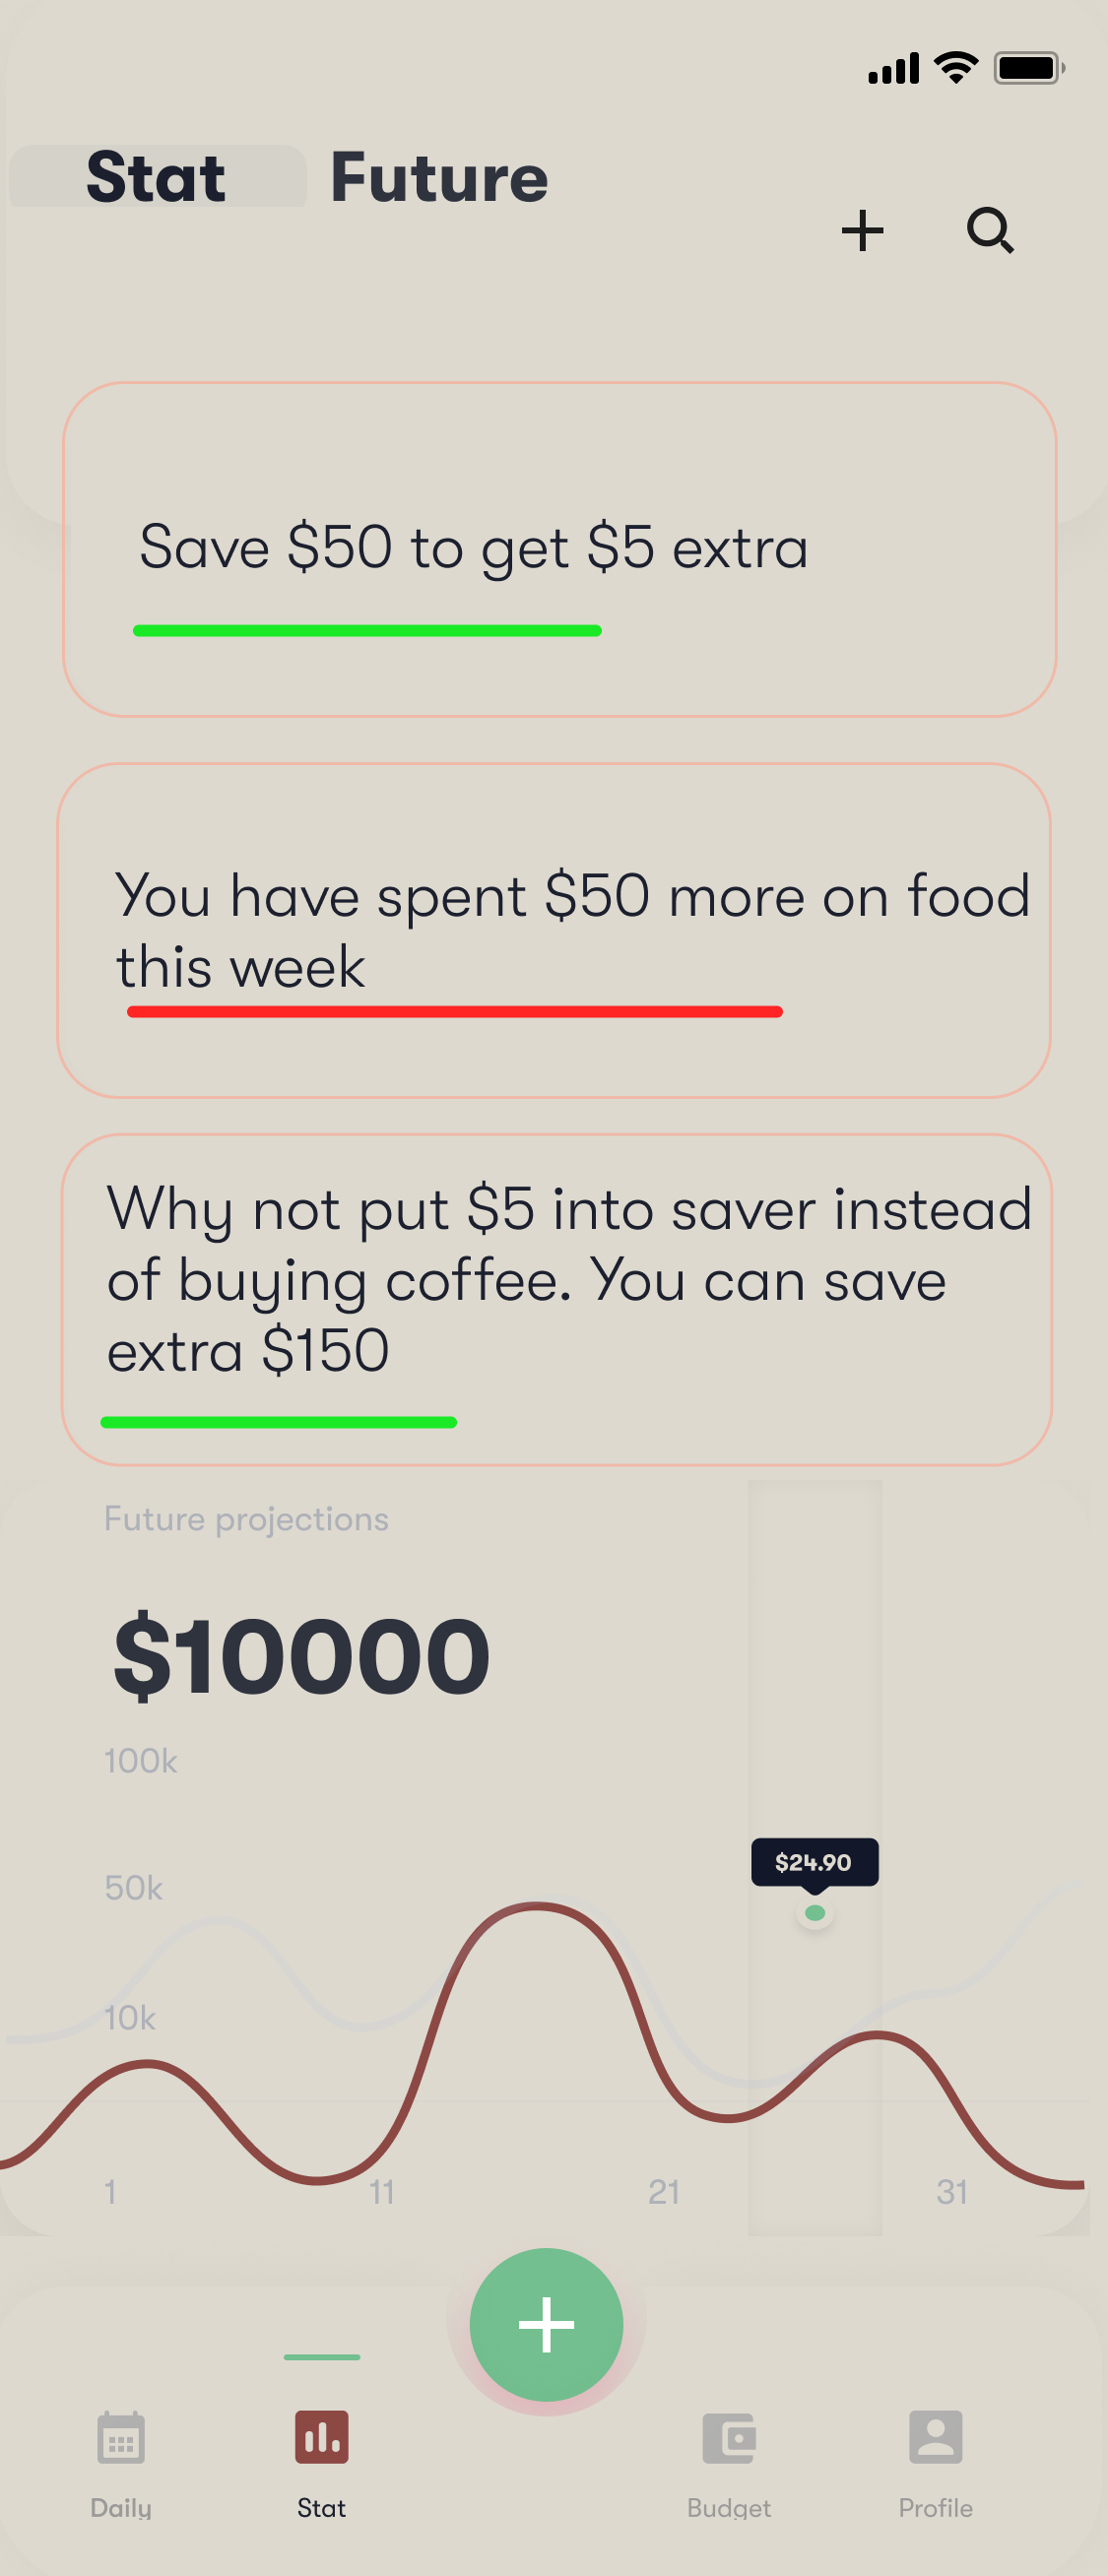 Stat Future
Save $50 to get $5 extra
You have spent $50 more on food
this week
Why not put $5 into saver instead
of buying coffee. You can save
extra $150
Future projections
$10000
100k
50k
$24.90
10k
1 11 21 31
Daily Stat Budget Profile